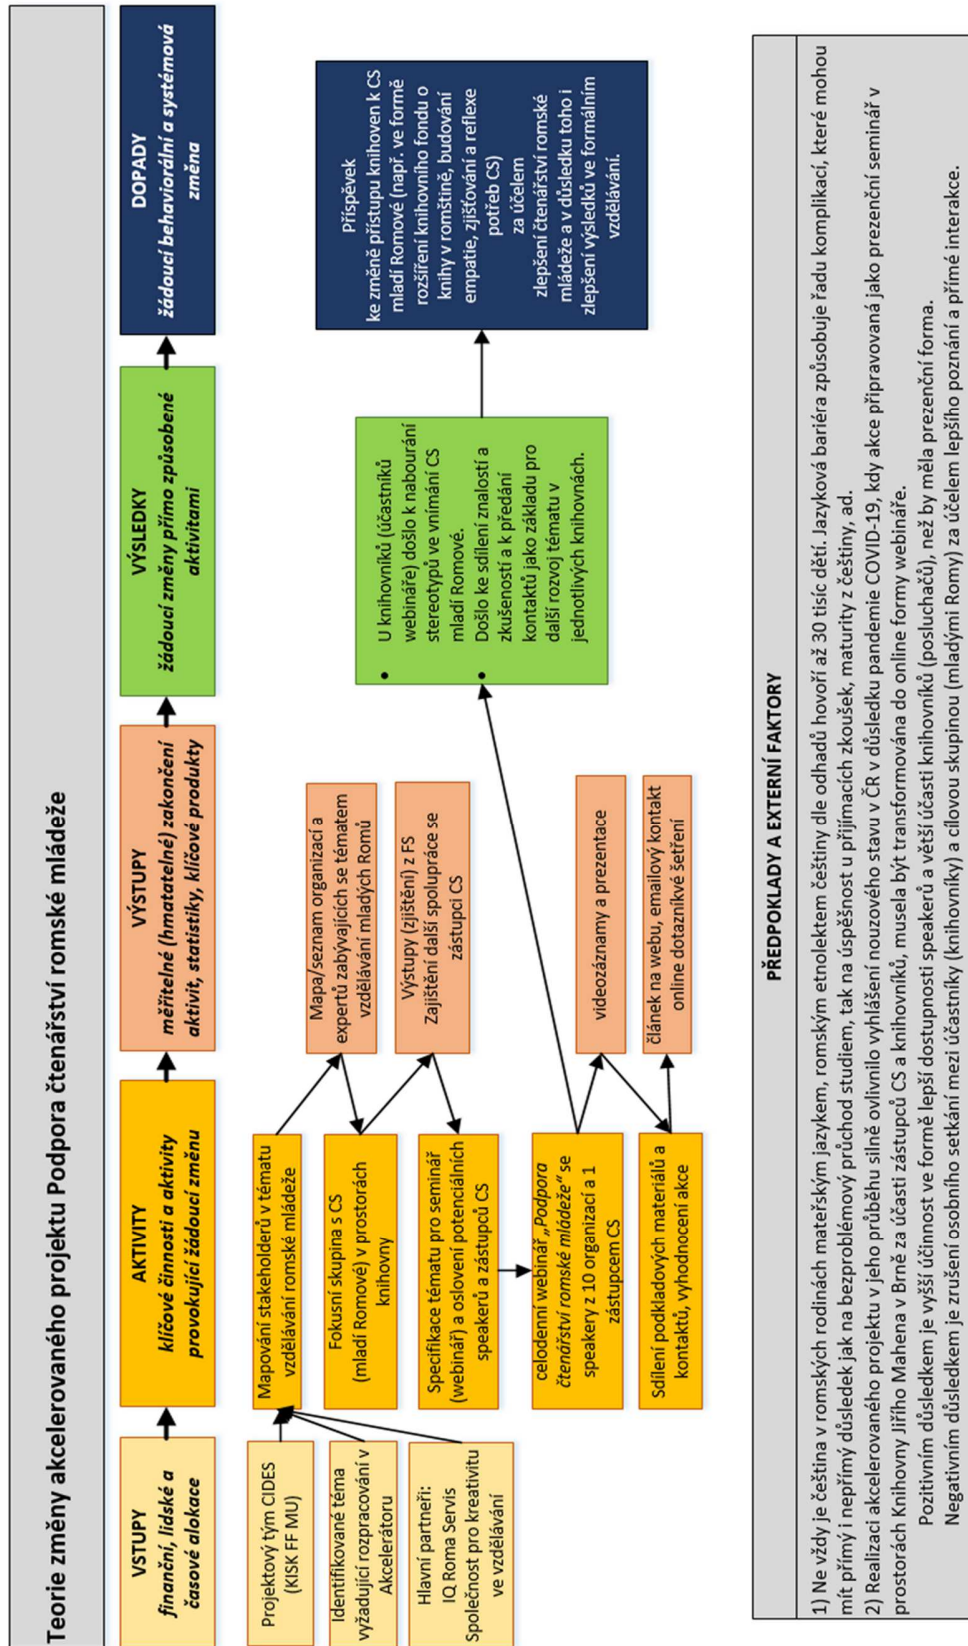 Teorie změny akcelerovaného projektu Podpora čtenářství romské mládeže
VSTUPY
finanční, lidské a
časové alokace
AKTIVITY
klíčové činnosti a aktivity
provokující žádoucí změnu
VÝSTUPY
měřitelné (hmatatelné) zakončení
aktivit, statistiky, klíčové produkty
VÝSLEDKY
žádoucí změny přímo způsobené
aktivitami
DOPADY
žádoucí behaviorální a systémová
změna
Projektový tým CIDES
(KISK FF MU)
Identifikované téma
vyžadující rozpracování v
Akcelerátoru
Hlavní partneři:
IQ Roma Servis
Společnost pro kreativitu
ve vzdělávání
Mapování stakeholderů v tématu
vzdělávání romské mládeže
Fokusní skupina s CS
(mladí Romové) v prostorách
knihovny
Specifikace tématu pro seminář
(webinář) a oslovení potenciálních
speakerů a zástupců CS
celodenní webinář „Podpora
čtenářství romské mládeže“ se
speakery z 10 organizací a 1
zástupcem CS
Sdílení podkladových materiálů a
kontaktů, vyhodnocení akce
Mapa/seznam organizací a
expertů zabývajících se tématem
vzdělávání mladých Romů
Výstupy (zjištění) z FS
Zajištění další spolupráce se
zástupci CS
videozáznamy a prezentace
článek na webu, emailový kontakt
online dotazníkvé šetření
• U knihovníků (účastníků
webináře) došlo k nabourání
stereotypů ve vnímání CS
mladí Romové.
• Došlo ke sdílení znalostí a
zkušeností a k předání
kontaktů jako základu pro
další rozvoj tématu v
jednotlivých knihovnách.
Příspěvek
ke změně přístupu knihoven k CS
mladí Romové (např. ve formě
rozšíření knihovního fondu o
knihy v romštině, budování
empatie, zjišťování a reflexe
potřeb CS)
za účelem
zlepšení čtenářství romské
mládeže a v důsledku toho i
zlepšení výsledků ve formálním
vzdělávání.
PŘEDPOKLADY A EXTERNÍ FAKTORY
1) Ne vždy je čeština v romských rodinách mateřským jazykem, romským etnolektem češtiny dle odhadů hovoří až 30 tisíc dětí. Jazyková bariéra způsobuje řadu komplikací, které mohou
mít přímý i nepřímý důsledek jak na bezproblémový průchod studiem, tak na úspěšnost u přijímacích zkoušek, maturity z češtiny, ad.
2) Realizaci akcelerovaného projektu v jeho průběhu silně ovlivnilo vyhlášení nouzového stavu v ČR v důsledku pandemie COVID-19, kdy akce připravovaná jako prezenční seminář v
prostorách Knihovny Jiřího Mahena v Brně za účasti zástupců CS a knihovníků, musela být transformována do online formy webináře.
Pozitivním důsledkem je vyšší účinnost ve formě lepší dostupnosti speakerů a větší účasti knihovníků (posluchačů), než by měla prezenční forma.
Negativním důsledkem je zrušení osobního setkání mezi účastníky (knihovníky) a cílovou skupinou (mladými Romy) za účelem lepšího poznání a přímé interakce.